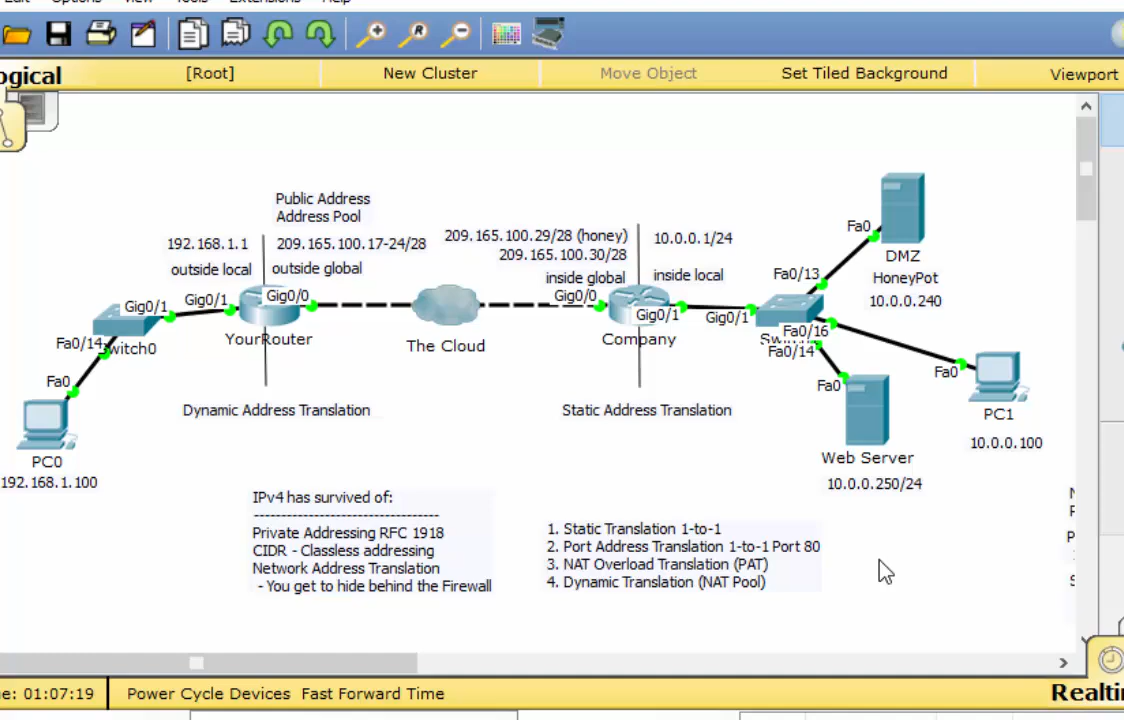 Edit Options View Tools Extensions Help
ogical
[Root]
New Cluster
Move Object
Set Tiled Background
Viewport
Public Address
Address Pool
192.168.1.1
209.165.100.17-24/28
outside local
outside global
209.165.100.29/28 (honey)
209.165.100.30/28
10.0.0.1/24
inside global
inside local
Gig0/1
Gig0/1
Gig0/0
YourRouter
The Cloud
Gig0/0
Gig0/1
Company
Gig0/1
Fa0/13
Fa0/16
Fa0/14
Fa0
DMZ
HoneyPot
10.0.0.240
Fa0/14
witch0
Fa0
PC0
192.168.1.100
Fa0
PC1
10.0.0.100
Fa0
Web Server
10.0.0.250/24
Dynamic Address Translation
Static Address Translation
IPv4 has survived of:
-----------------------------------
Private Addressing RFC 1918
CIDR - Classless addressing
Network Address Translation
- You get to hide behind the Firewall
1. Static Translation 1-to-1
2. Port Address Translation 1-to-1 Port 80
3. NAT Overload Translation (PAT)
4. Dynamic Translation (NAT Pool)
e: 01:07:19
Power Cycle Devices Fast Forward Time
Realti